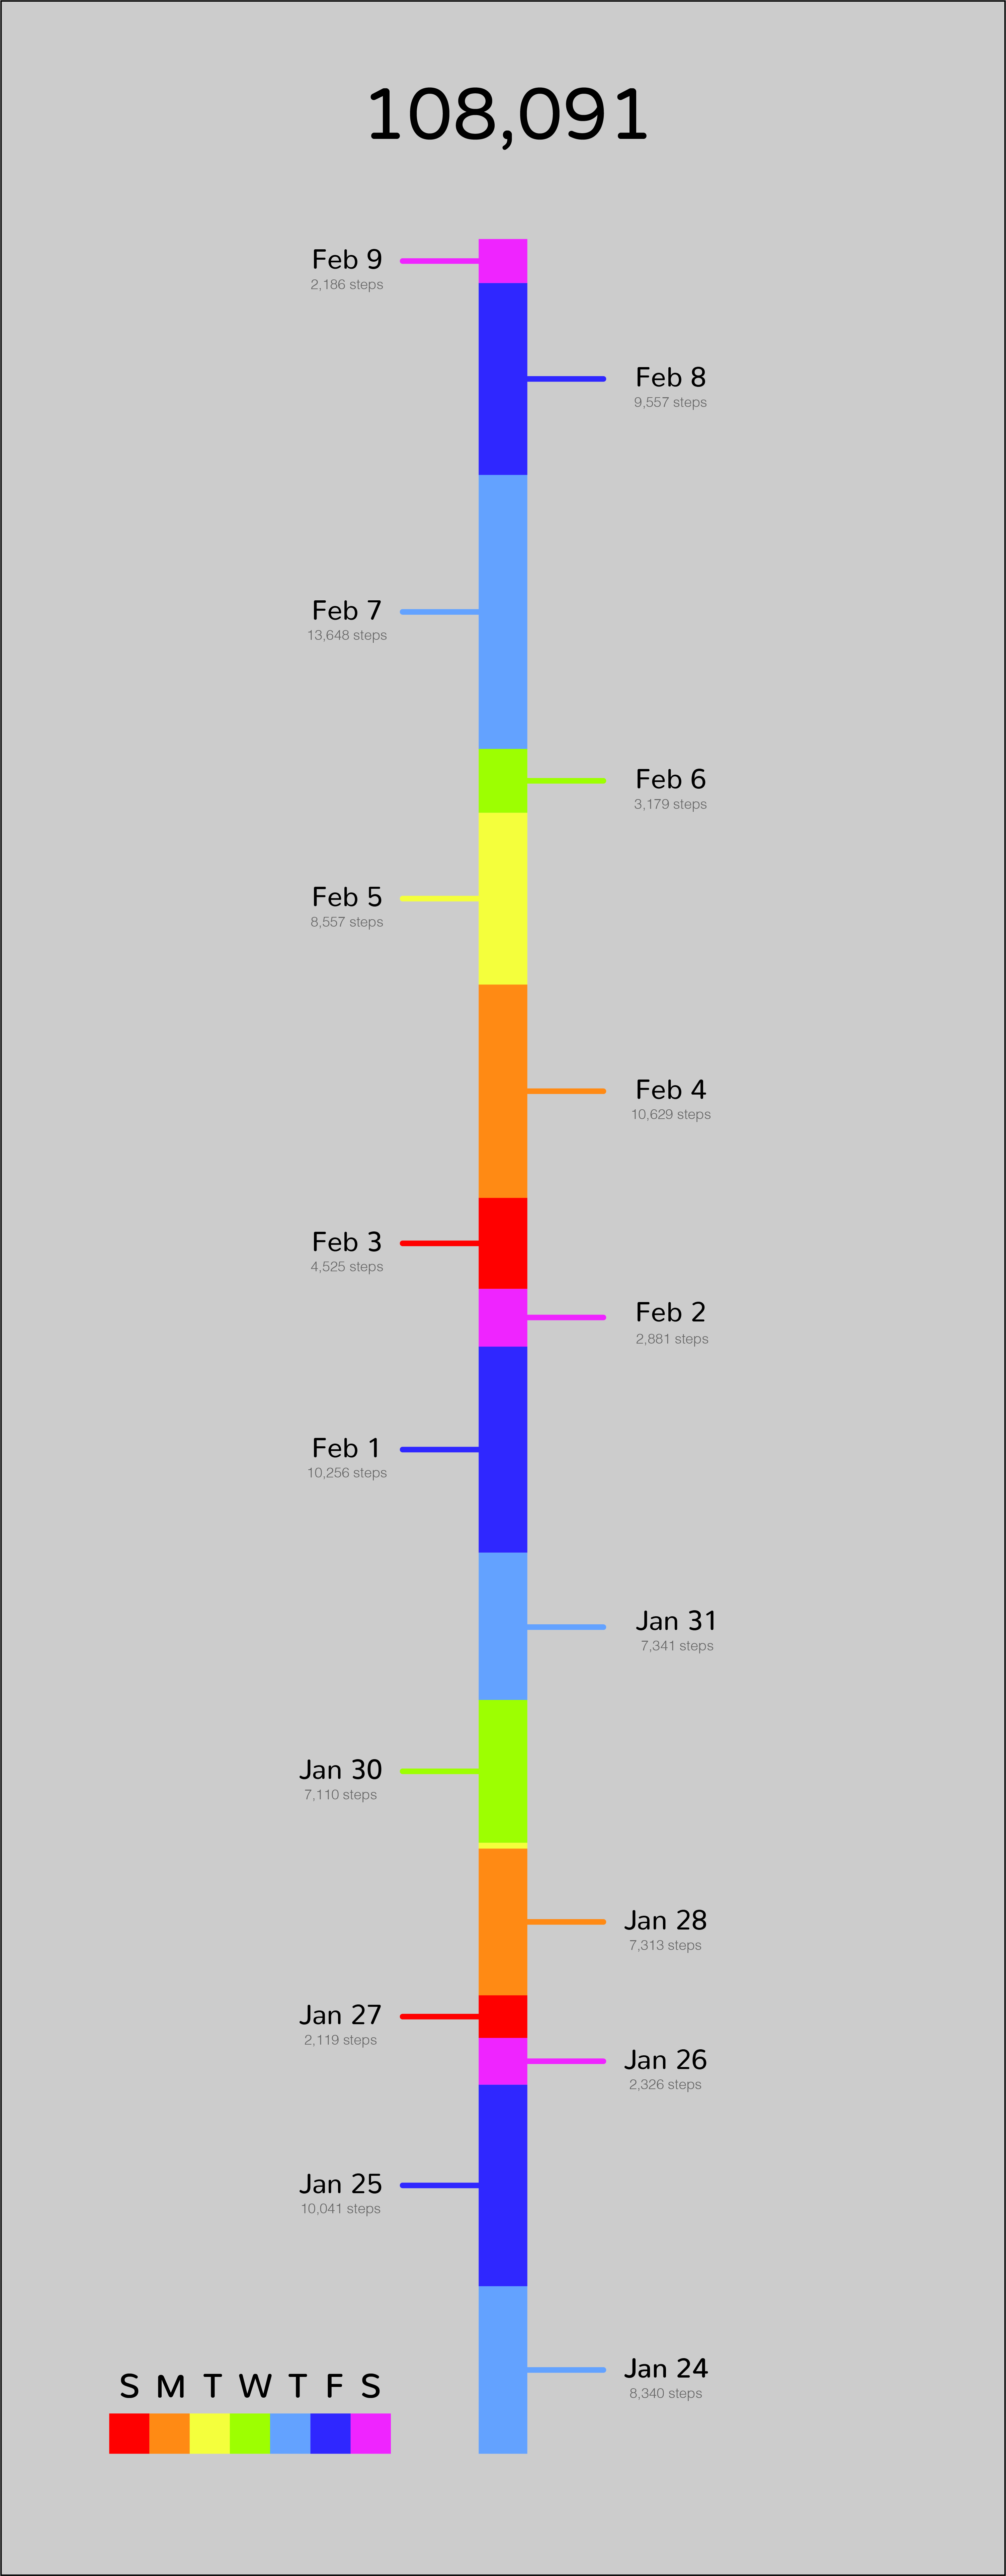 108,091
Feb 9
2,186 steps
Feb 8
9,557 steps
Feb 7
13,648 steps
Feb 6
3,179 steps
Feb 5
8,557 steps
Feb 4
10,629 steps
Feb 3
4,525 steps
Feb 2
2,881 steps
Feb 1
10,256 steps
Jan 31
7,341 steps
Jan 30
7,110 steps
Jan 28
7,313 steps
Jan 27
2,119 steps
Jan 26
2,326 steps
Jan 25
10,041 steps
Jan 24
8,340 steps
S M T W T F S